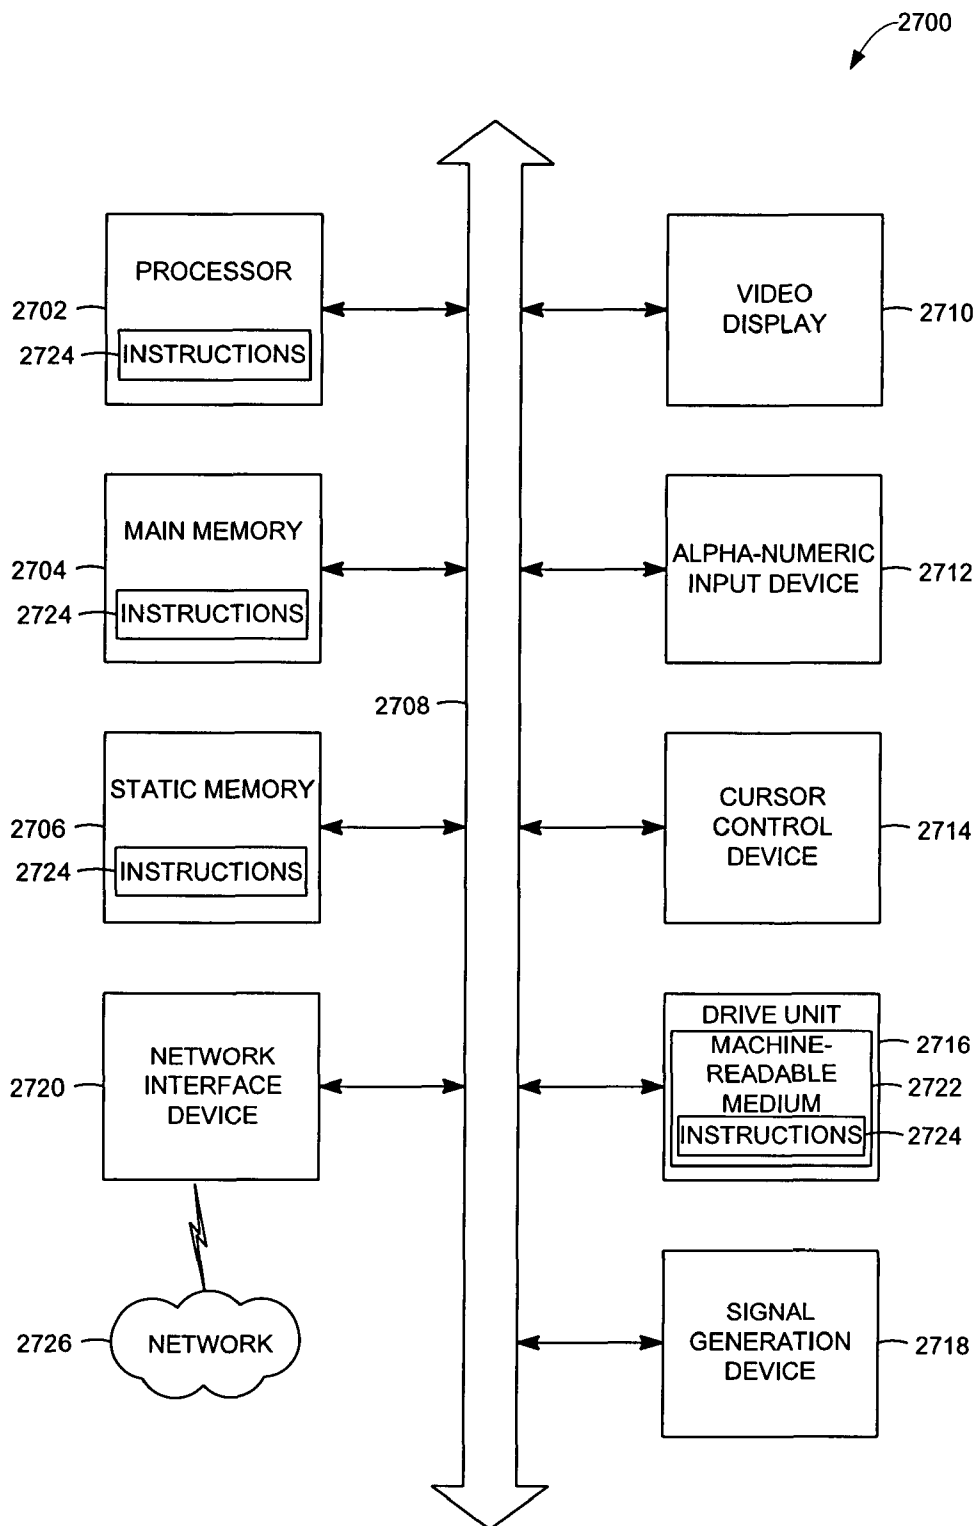 2700
PROCESSOR
2702
2724
INSTRUCTIONS
VIDEO
DISPLAY
2710
MAIN MEMORY
2704
2724
INSTRUCTIONS
ALPHA-NUMERIC
INPUT DEVICE
2712
2708
STATIC MEMORY
2706
2724
INSTRUCTIONS
CURSOR
CONTROL
DEVICE
2714
NETWORK
INTERFACE
DEVICE
2720
DRIVE UNIT
2716
MACHINE-
READABLE
MEDIUM
2722
INSTRUCTIONS
2724
2726
NETWORK
SIGNAL
GENERATION
DEVICE
2718